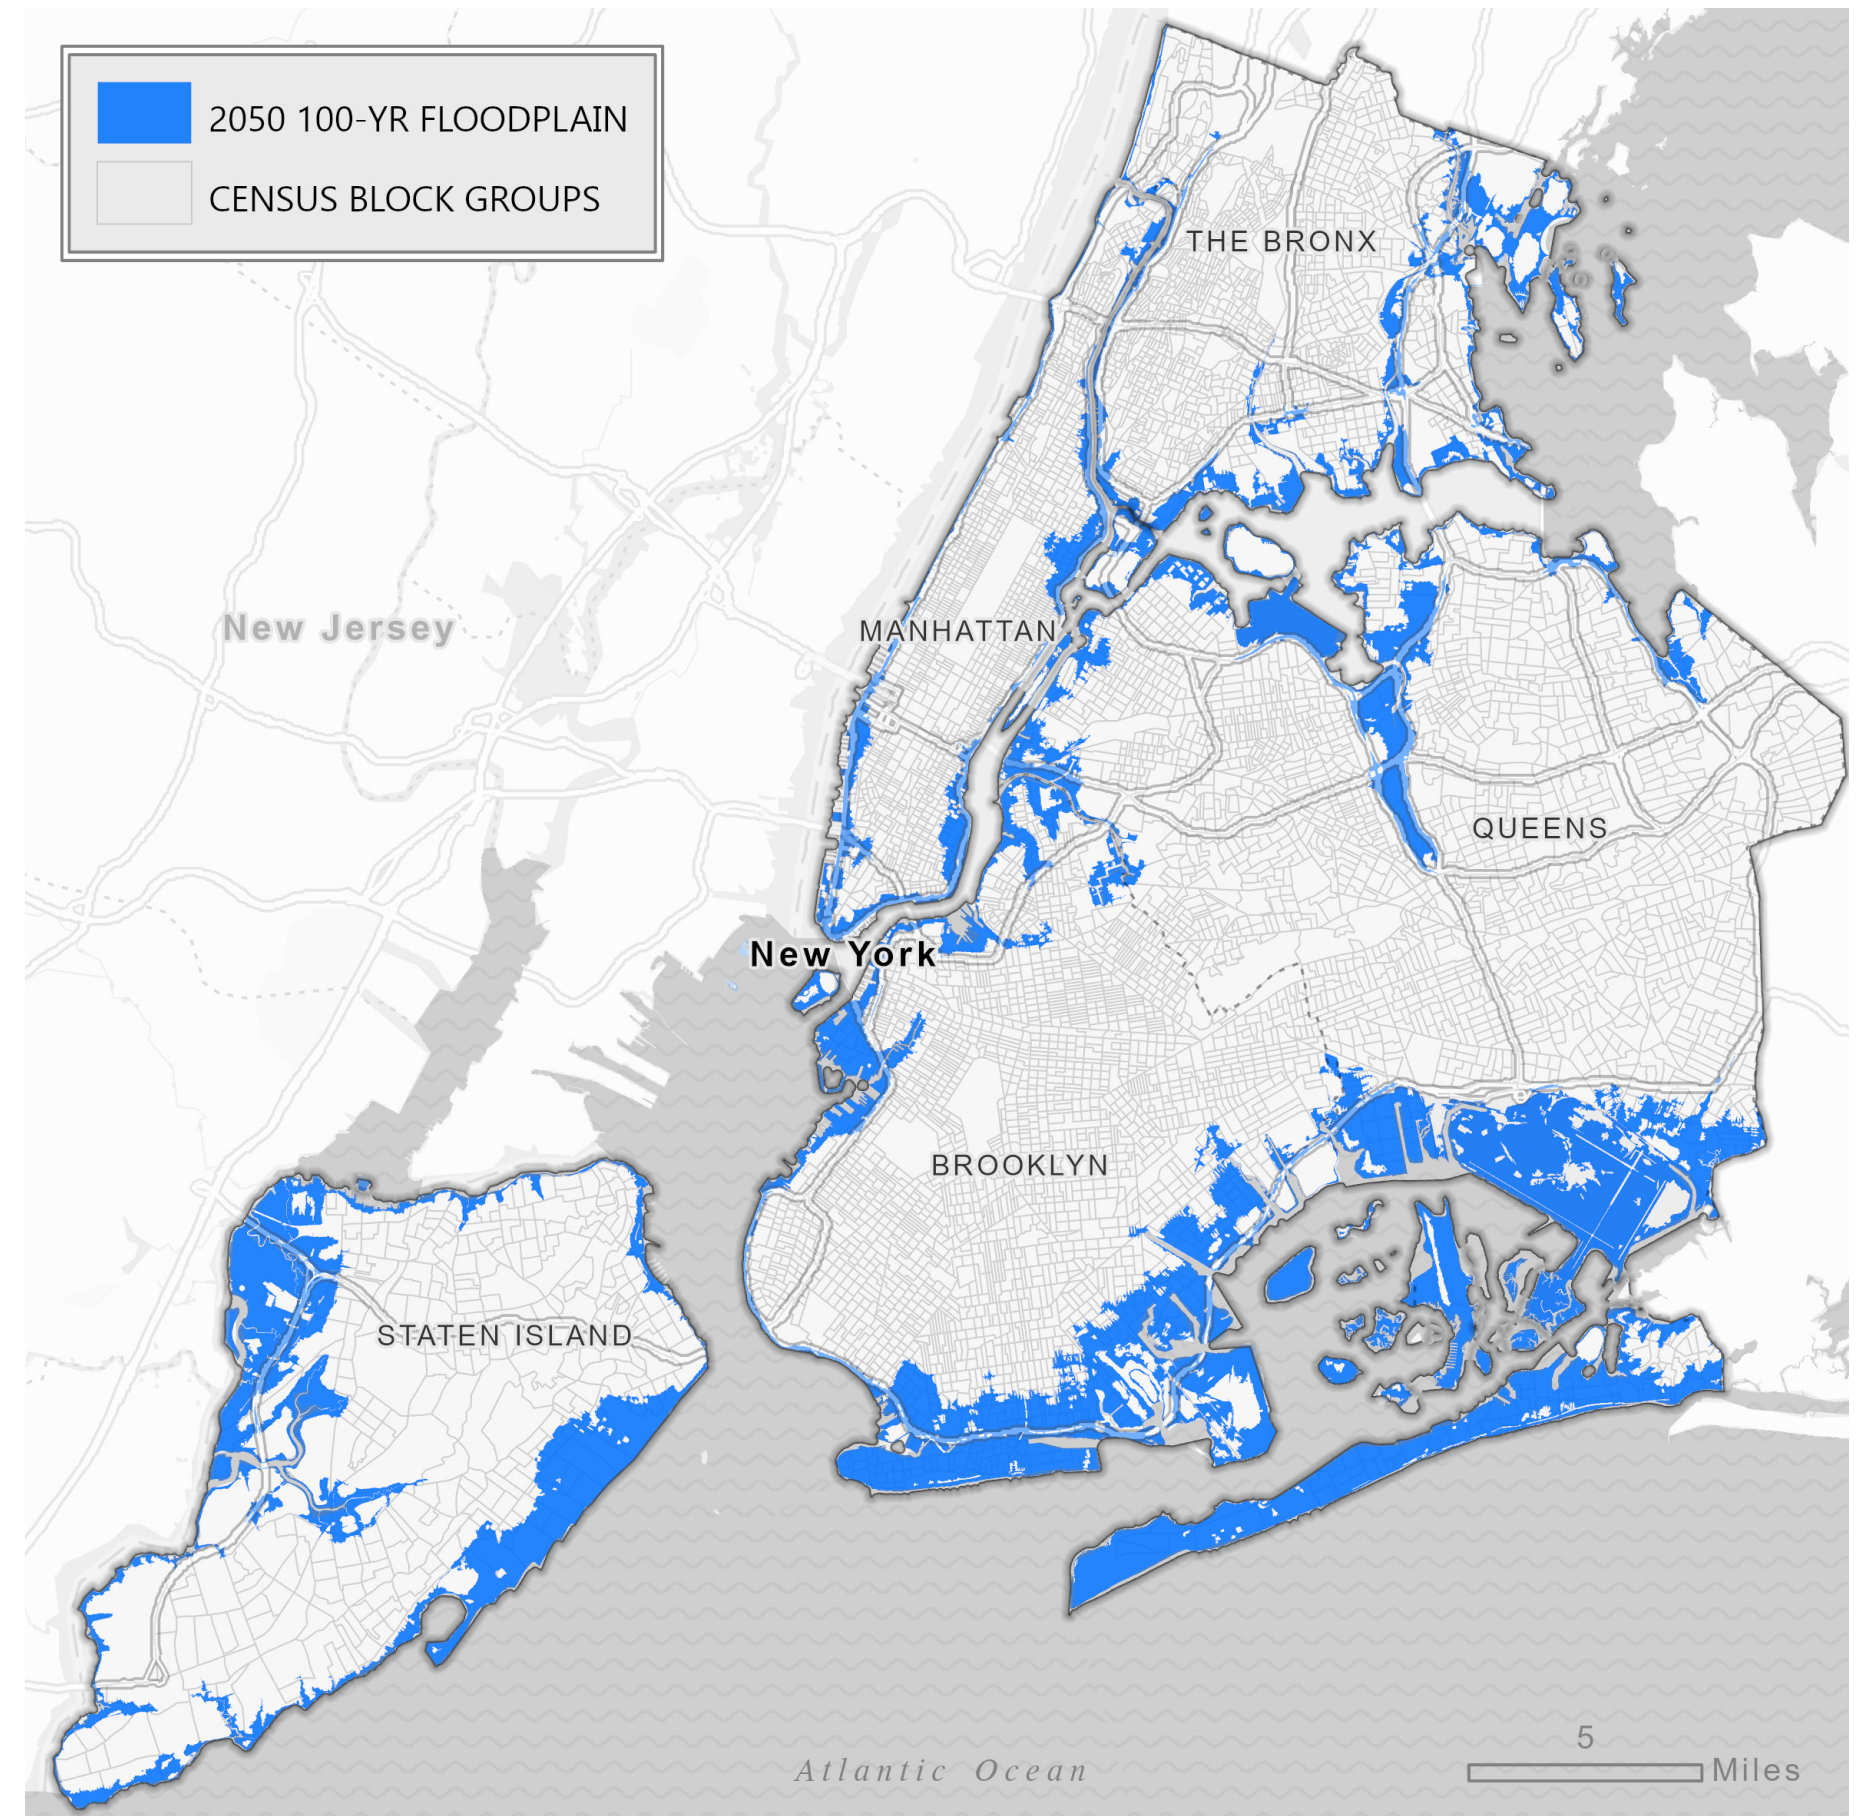 2050 100-YR FLOODPLAIN
CENSUS BLOCK GROUPS
THE BRONX
New Jersey
MANHATTAN
QUEENS
New York
BROOKLYN
STATEN ISLAND
5
Atlantic Ocean
Miles